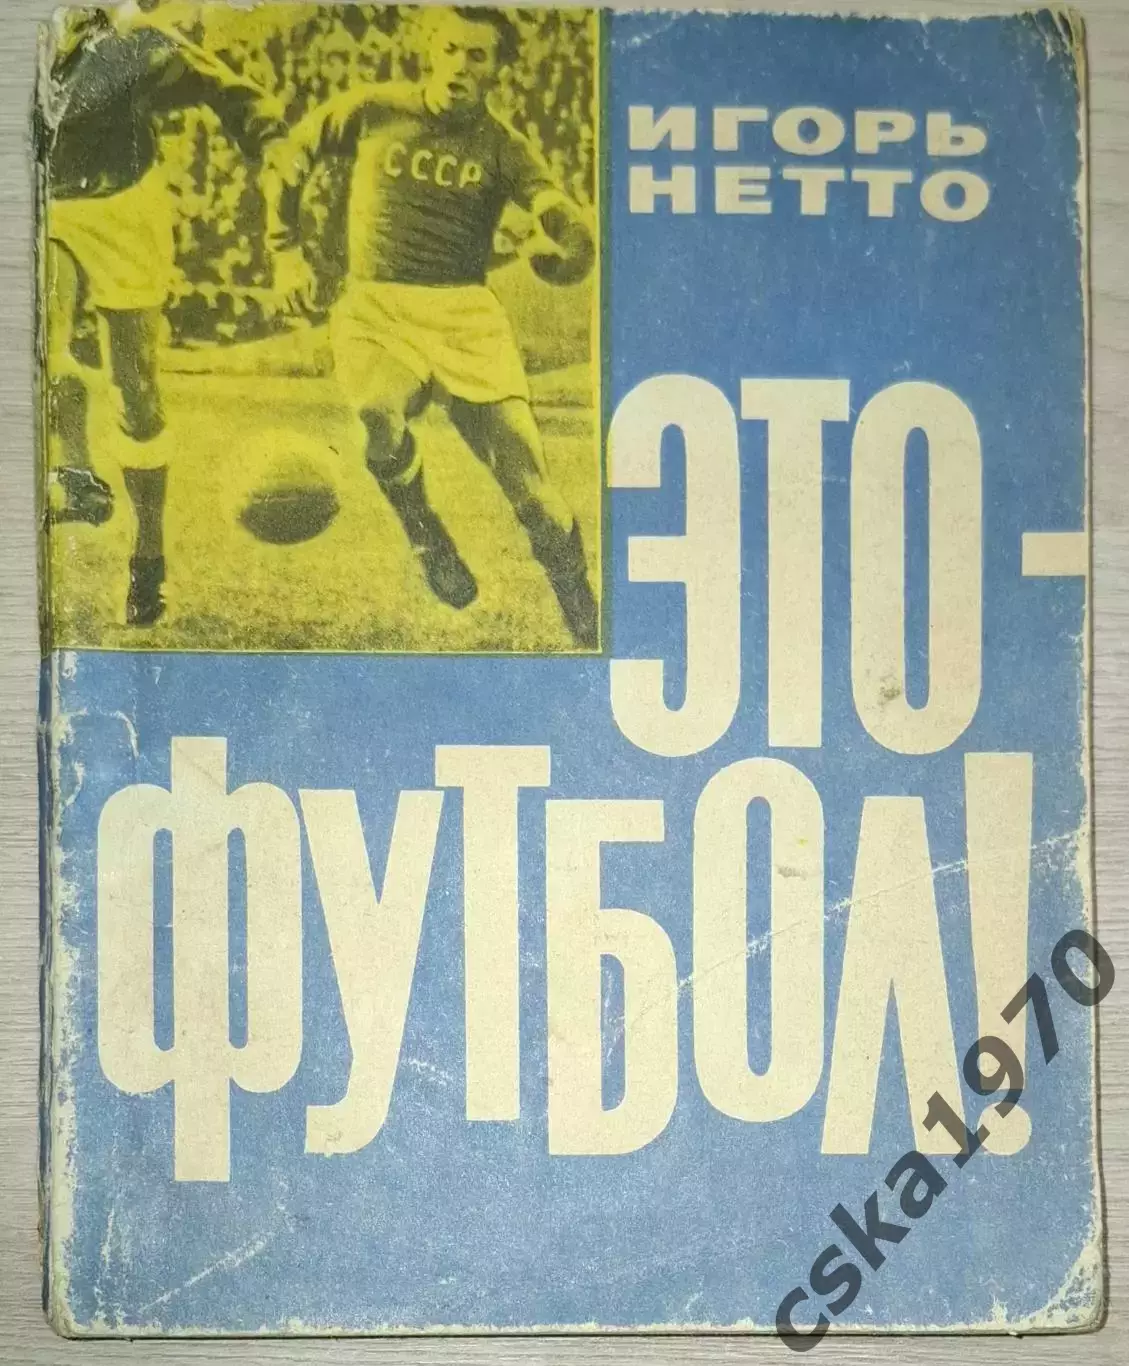 СССР
ИГОРЬ
НЕТТО
ЭТО -
ФУТБОЛ!
cska1970